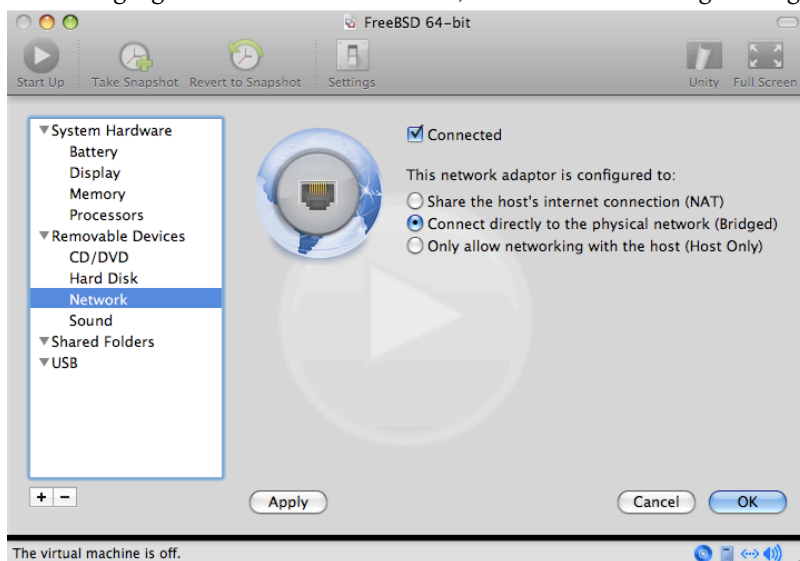 FreeBSD 64-bit
Start Up Take Snapshot Revert to Snapshot Settings Unity Full Screen
System Hardware
Battery
Display
Memory
Processors
Removable Devices
CD/DVD
Hard Disk
Network
Sound
Shared Folders
USB
Connected
This network adaptor is configured to:
Share the host's internet connection (NAT)
Connect directly to the physical network (Bridged)
Only allow networking with the host (Host Only)
+ −
Apply Cancel OK
The virtual machine is off.